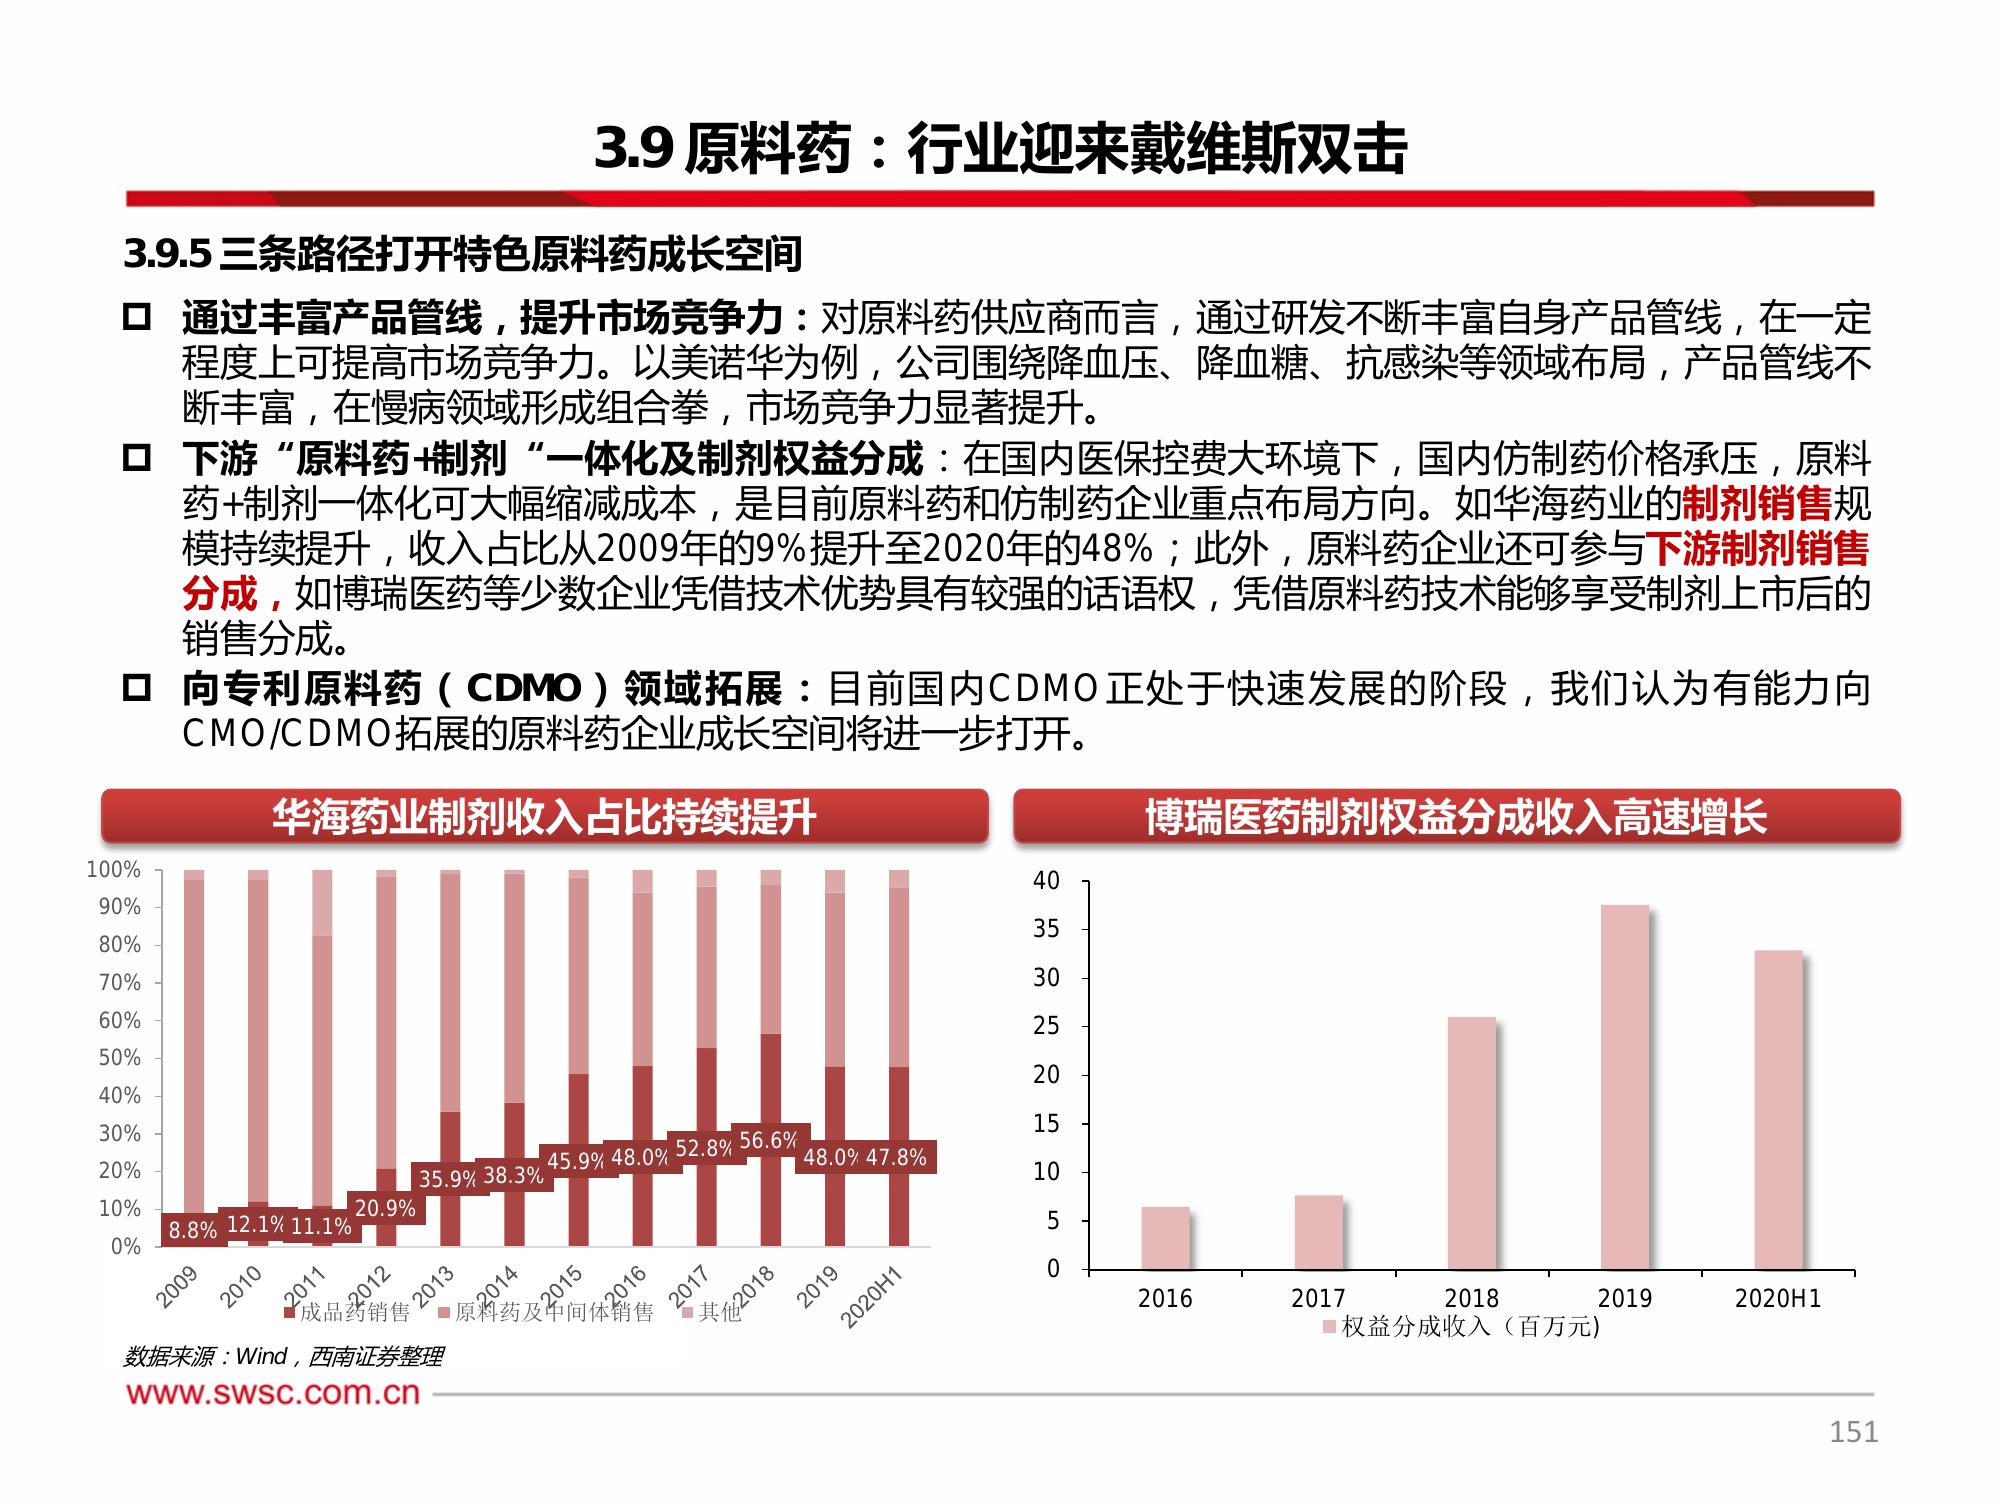 3.9 原料药：行业迎来戴维斯双击
3.9.5 三条路径打开特色原料药成长空间
通过丰富产品管线，提升市场竞争力：对原料药供应商而言，通过研发不断丰富自身产品管线，在一定
程度上可提高市场竞争力。以美诺华为例，公司围绕降血压、降血糖、抗感染等领域布局，产品管线不
断丰富，在慢病领域形成组合拳，市场竞争力显著提升。
下游“原料药+制剂“一体化及制剂权益分成：在国内医保控费大环境下，国内仿制药价格承压，原料
药+制剂一体化可大幅缩减成本，是目前原料药和仿制药企业重点布局方向。如华海药业的制剂销售规
模持续提升，收入占比从2009年的9%提升至2020年的48%；此外，原料药企业还可参与下游制剂销售
分成，如博瑞医药等少数企业凭借技术优势具有较强的话语权，凭借原料药技术能够享受制剂上市后的
销售分成。
向专利原料药（CDMO）领域拓展：目前国内CDMO正处于快速发展的阶段，我们认为有能力向
CMO/CDMO拓展的原料药企业成长空间将进一步打开。
华海药业制剂收入占比持续提升
100%
90%
80%
70%
60%
50%
40%
30%
20%
10%
0%
8.8% 12.1% 11.1% 20.9% 35.9% 38.3% 45.9% 48.0% 52.8% 56.6% 48.0% 47.8%
2009 2010 2011 2012 2013 2014 2015 2016 2017 2018 2019 2020H1
成品药销售 原料药及中间体销售 其他
博瑞医药制剂权益分成收入高速增长
40
35
30
25
20
15
10
5
0
2016 2017 2018 2019 2020H1
权益分成收入（百万元)
数据来源：Wind，西南证券整理
www.swsc.com.cn
151